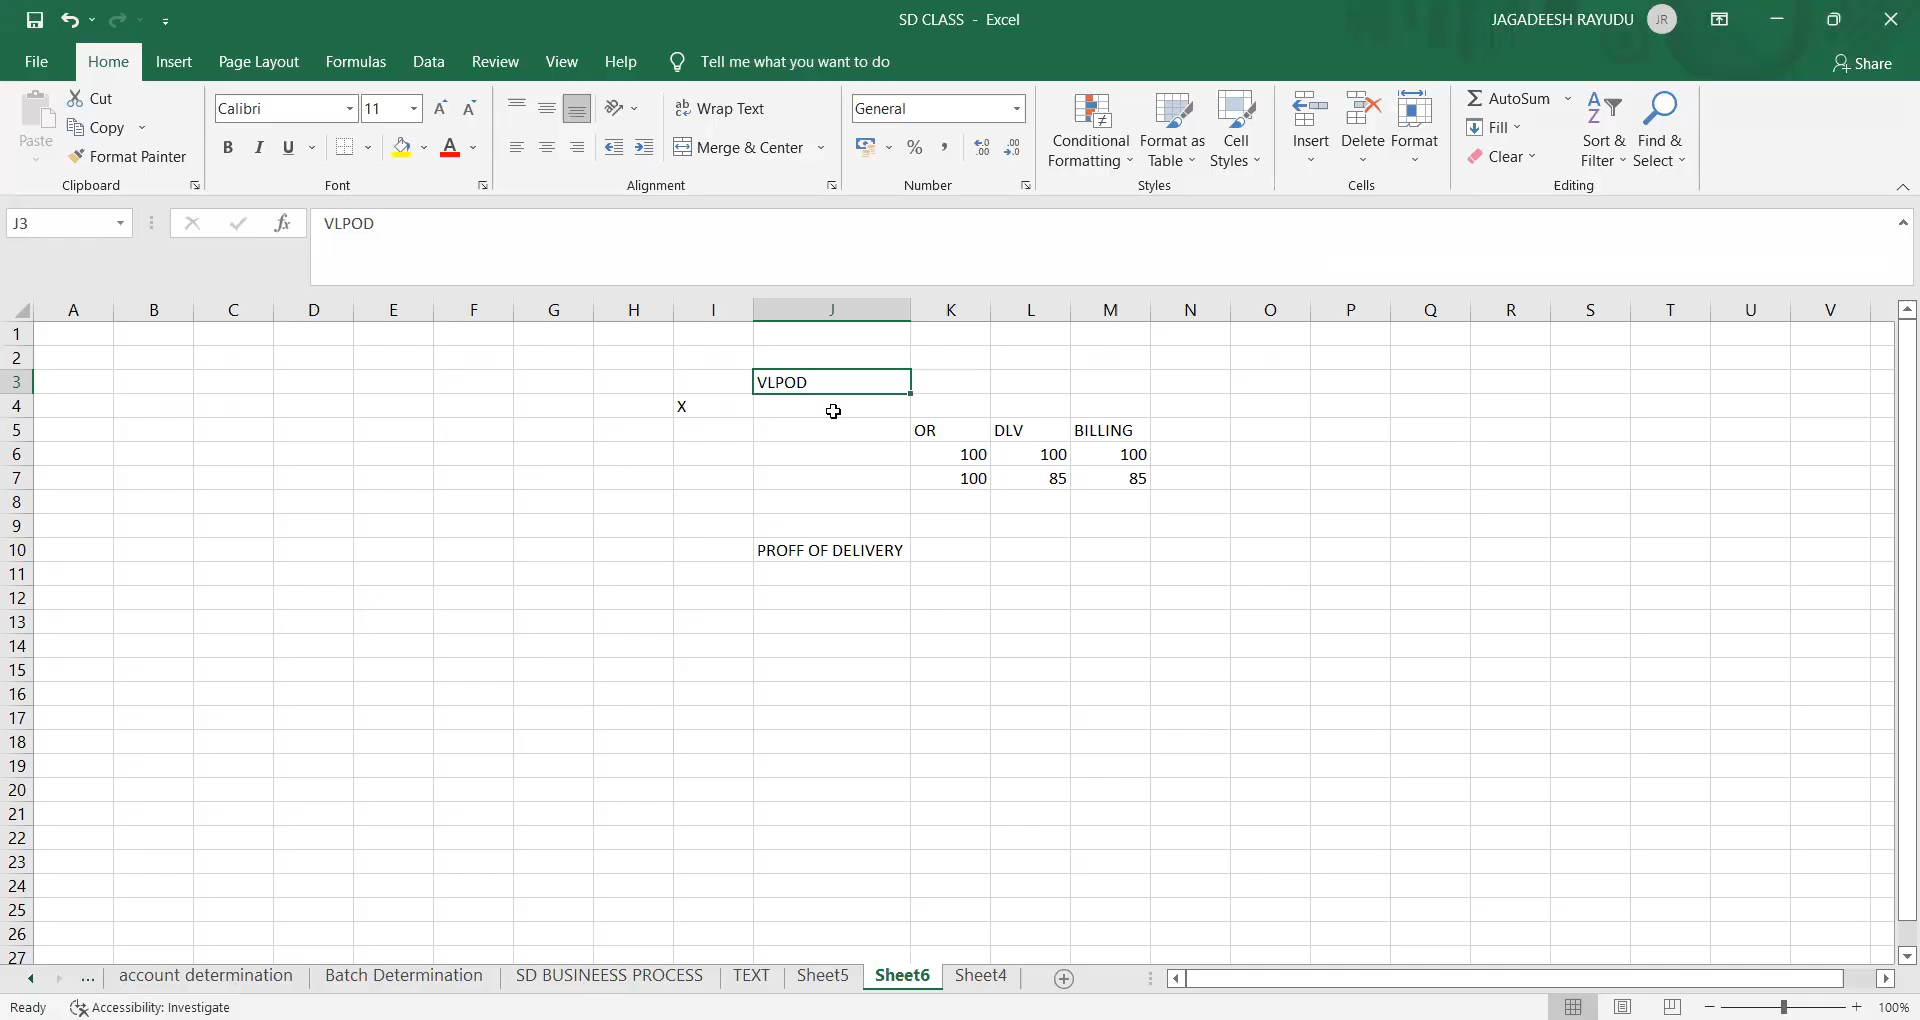 SD CLASS - Excel
JAGADEESH RAYUDU JR
File Home Insert Page Layout Formulas Data Review View Help Tell me what you want to do Share
Paste
Cut
Copy
Format Painter
Clipboard
Calibri 11
B I U
Font
Wrap Text
Merge & Center
Alignment
General
Number
Conditional Formatting
Format as Table
Cell Styles
Styles
Insert Delete Format
Cells
AutoSum
Fill
Clear
Sort & Filter
Find & Select
Editing
J3 fx VLPOD
A B C D E F G H I J K L M N O P Q R S T U V
1
2
3 VLPOD
4 X
5 OR DLV BILLING
6 100 100 100
7 100 85 85
8
9
10 PROFF OF DELIVERY
11
12
13
14
15
16
17
18
19
20
21
22
23
24
25
26
27
... account determination Batch Determination SD BUSINEESS PROCESS TEXT Sheet5 Sheet6 Sheet4
Ready Accessibility: Investigate 100%